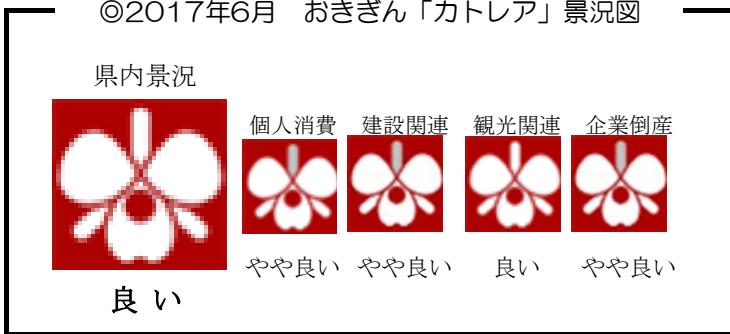 ◎2017年6月　おきぎん「カトレア」景況図
県内景況
個人消費　建設関連　観光関連　企業倒産
やや良い　やや良い　良い　やや良い
良 い